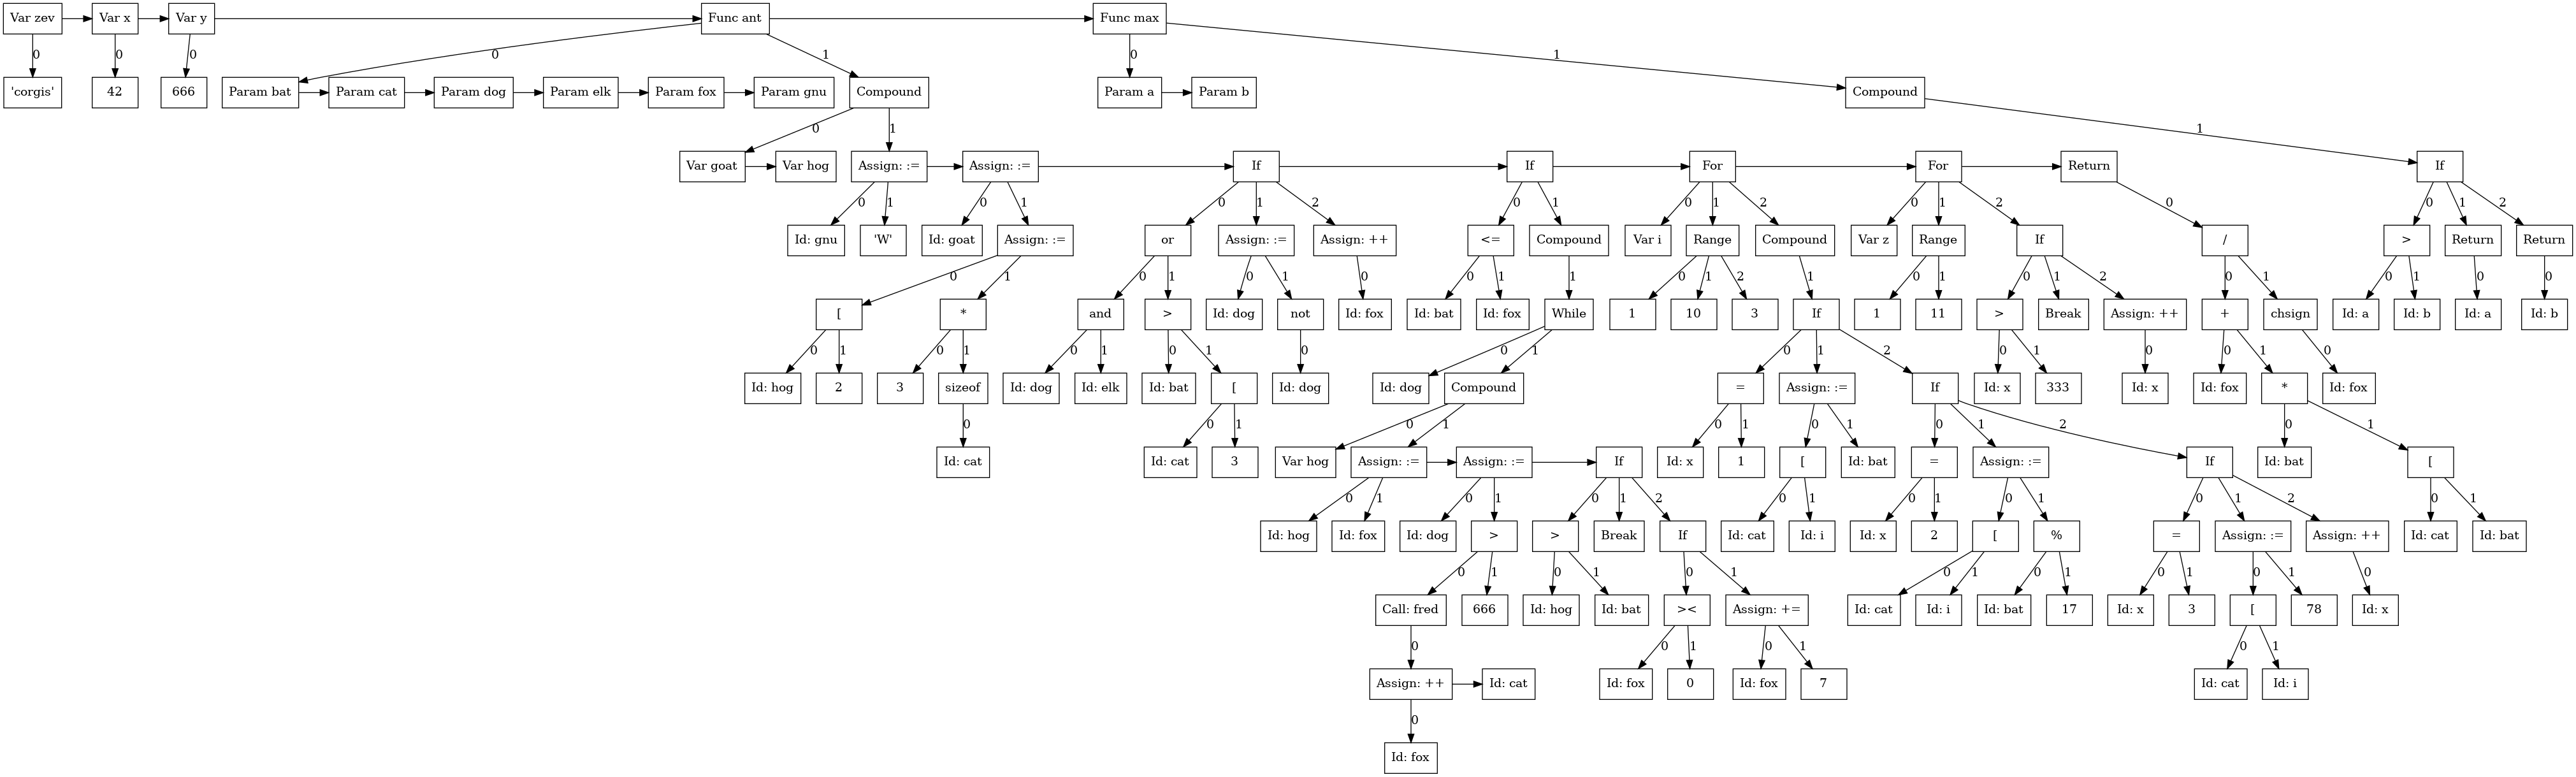 Var zev Var x Var y Func ant Func max
0 0 0 0 1 0 1
'corgis' 42 666 Param bat Param cat Param dog Param elk Param fox Param gnu Compound Param a Param b Compound
0 1 1
Var goat Var hog Assign: := Assign: := If If For For Return If
0 1 0 1 0 1 2 0 1 0 1 2 0 1 2 0 0 1 2
Id: gnu 'W' Id: goat Assign: := or Assign: := Assign: ++ <= Compound Var i Range Compound Var z Range If / > Return Return
0 1 0 1 0 1 0 0 1 1 0 1 2 1 0 1 0 1 2 0 1 0 1 0 0
[ * and > Id: dog not Id: fox Id: bat Id: fox While 1 10 3 If 1 11 > Break Assign: ++ + chsign Id: a Id: b Id: a Id: b
0 1 0 1 0 1 0 1 0 0 1 0 1 2 0 1 0 0 1 0
Id: hog 2 3 sizeof Id: dog Id: elk Id: bat [ Id: dog Id: dog Compound = Assign: := If Id: x 333 Id: x Id: fox * Id: fox
0 0 1 0 1 0 1 0 1 0 1 2 0 1
Id: cat Id: cat 3 Var hog Assign: := Assign: := If Id: x 1 [ Id: bat = Assign: := If Id: bat [
0 1 0 1 0 1 2 0 1 0 1 0 1 0 1 2 0 1
Id: hog Id: fox Id: dog > > Break If Id: cat Id: i Id: x 2 [ % = Assign: := Assign: ++ Id: cat Id: bat
0 1 0 1 0 1 0 1 0 1 0 1 0 1 0
Call: fred 666 Id: hog Id: bat >< Assign: += Id: cat Id: i Id: bat 17 Id: x 3 [ 78 Id: x
0 0 1 0 1 0 1
Assign: ++ Id: cat Id: fox 0 Id: fox 7 Id: cat Id: i
0
Id: fox